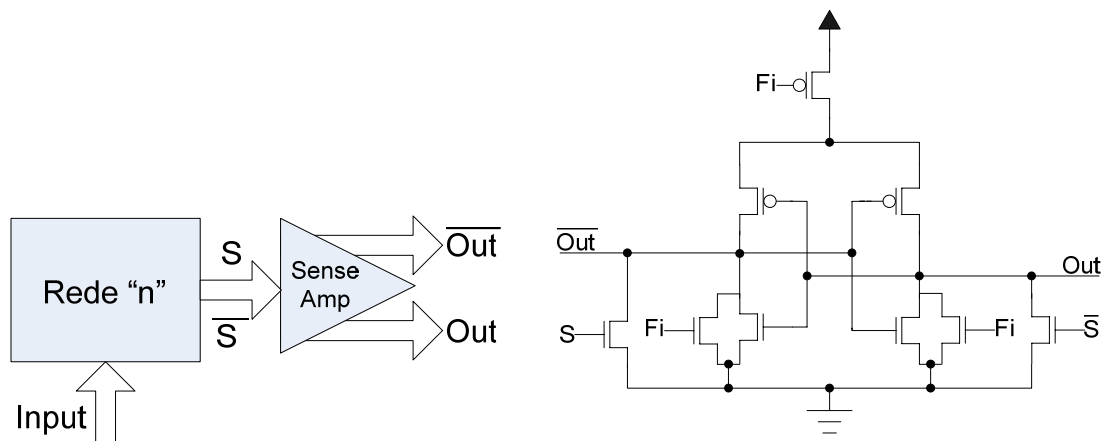 Rede “n”
S
S̅
Input
Sense
Amp
O̅u̅t̅
Out
Fi
O̅u̅t̅
Out
S
Fi
Fi
S̅